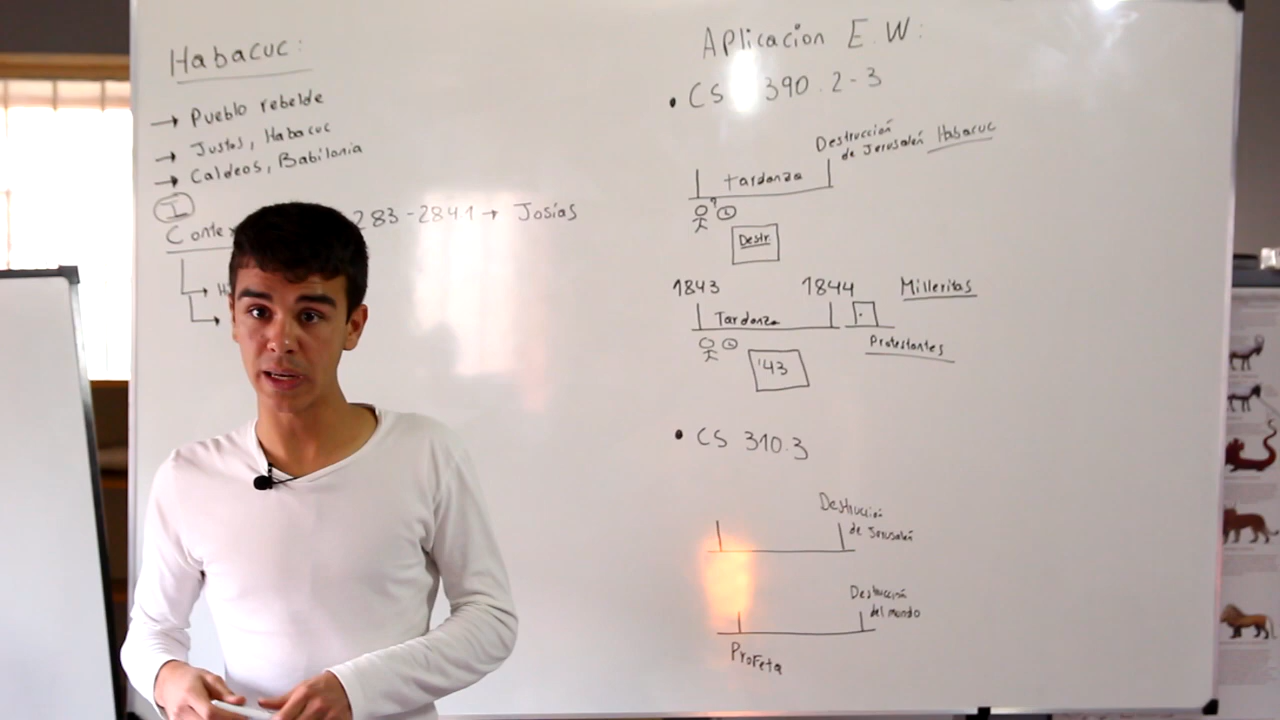 Habacuc:
→ Pueblo rebelde
→ Justos, Habacuc
→ Caldeos, Babilonia
I
283-2841 → Josías
Aplicacion E.W:
• CS 390.2-3
Destrucción
de Jerusalén Habacuc
Tardanza
?
Destr.
1843 1844 Milleritas
Tardanza
Protestantes
'43
• CS 310.3
Destrucción
de Jerusalén
Destrucción
del mundo
Profeta